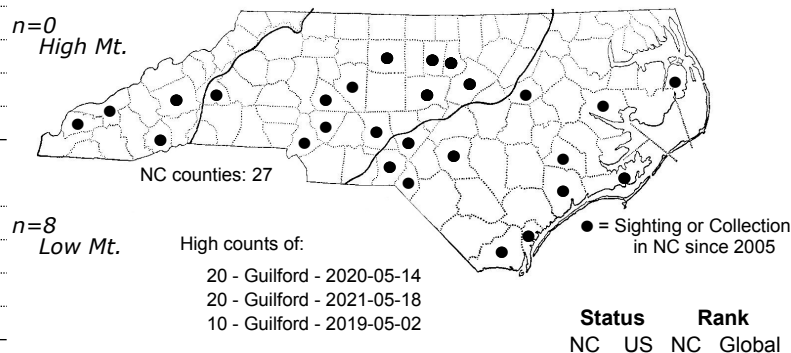 n=0
High Mt.
NC counties: 27
n=8
Low Mt.
High counts of:
20 - Guilford - 2020-05-14
20 - Guilford - 2021-05-18
10 - Guilford - 2019-05-02
= Sighting or Collection
in NC since 2005
Status Rank
NC US NC Global